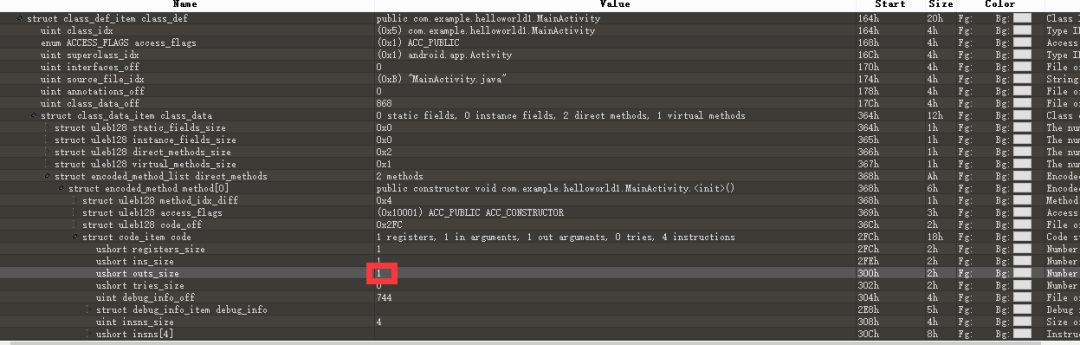 Name Value Start Size Color
struct class_def_item class_def public com.example.helloworld1.MainActivity 164h 20h Fg: Bg: Class
uint class_idx (0x5) com.example.helloworld1.MainActivity 164h 4h Fg: Bg: Type I
enum ACCESS_FLAGS access_flags (0x1) ACC_PUBLIC 168h 4h Fg: Bg: Access
uint superclass_idx (0x1) android.app.Activity 16Ch 4h Fg: Bg: Type I
uint interfaces_off 0 170h 4h Fg: Bg: File o
uint source_file_idx (0xB) "MainActivity.java" 174h 4h Fg: Bg: String
uint annotations_off 0 178h 4h Fg: Bg: File o
uint class_data_off 868 17Ch 4h Fg: Bg: File o
struct class_data_item class_data 0 static fields, 0 instance fields, 2 direct methods, 1 virtual methods 364h 12h Fg: Bg: Class
struct uleb128 static_fields_size 0x0 364h 1h Fg: Bg: The nu
struct uleb128 instance_fields_size 0x0 365h 1h Fg: Bg: The nu
struct uleb128 direct_methods_size 0x2 366h 1h Fg: Bg: The nu
struct uleb128 virtual_methods_size 0x1 367h 1h Fg: Bg: The nu
struct encoded_method_list direct_methods 2 methods 368h Ah Fg: Bg: Encode
struct encoded_method method[0] public constructor void com.example.helloworld1.MainActivity.<init>() 368h 6h Fg: Bg: Encode
struct uleb128 method_idx_diff 0x4 368h 1h Fg: Bg: Method
struct uleb128 access_flags (0x10001) ACC_PUBLIC ACC_CONSTRUCTOR 369h 3h Fg: Bg: Access
struct uleb128 code_off 0x2FC 36Ch 2h Fg: Bg: File o
struct code_item code 1 registers, 1 in arguments, 1 out arguments, 0 tries, 4 instructions 2FCh 18h Fg: Bg: Code s
ushort registers_size 1 2FCh 2h Fg: Bg: Number
ushort ins_size 1 2FEh 2h Fg: Bg: Number
ushort outs_size 1 300h 2h Fg: Bg: Number
ushort tries_size 0 302h 2h Fg: Bg: Number
uint debug_info_off 744 304h 4h Fg: Bg: File o
struct debug_info_item debug_info 2E8h 5h Fg: Bg: Debug
uint insns_size 4 308h 4h Fg: Bg: Size o
ushort insns[4] 30Ch 8h Fg: Bg: Instru